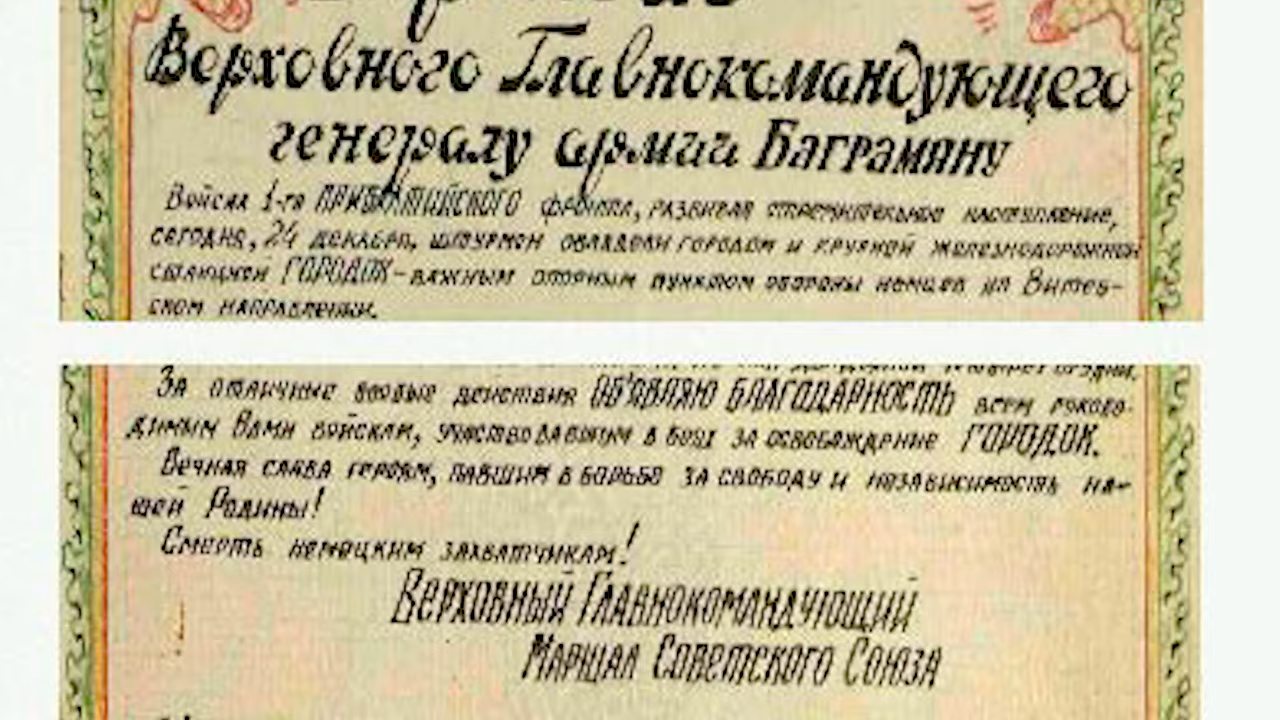 Верховного Главнокомандующего
генералу армии Баграмяну
Войска 1-го ПРИБАЛТИЙСКОГО фронта, развивая стремительное наступление,
сегодня, 24 декабря, штурмом овладели городом и крупной железнодорожной
станцией ГОРОДОК – важным опорным пунктом обороны немцев на Витеб-
ском направлении.
За отличные боевые действия ОБ'ЯВЛЯЮ БЛАГОДАРНОСТЬ всем руково-
димым Вами войскам, участвовавшим в боях за освобождение ГОРОДОК.
Вечная слава героям, павшим в борьбе за свободу и независимость на-
шей Родины!
Смерть немецким захватчикам!
Верховный Главнокомандующий
Маршал Советского Союза